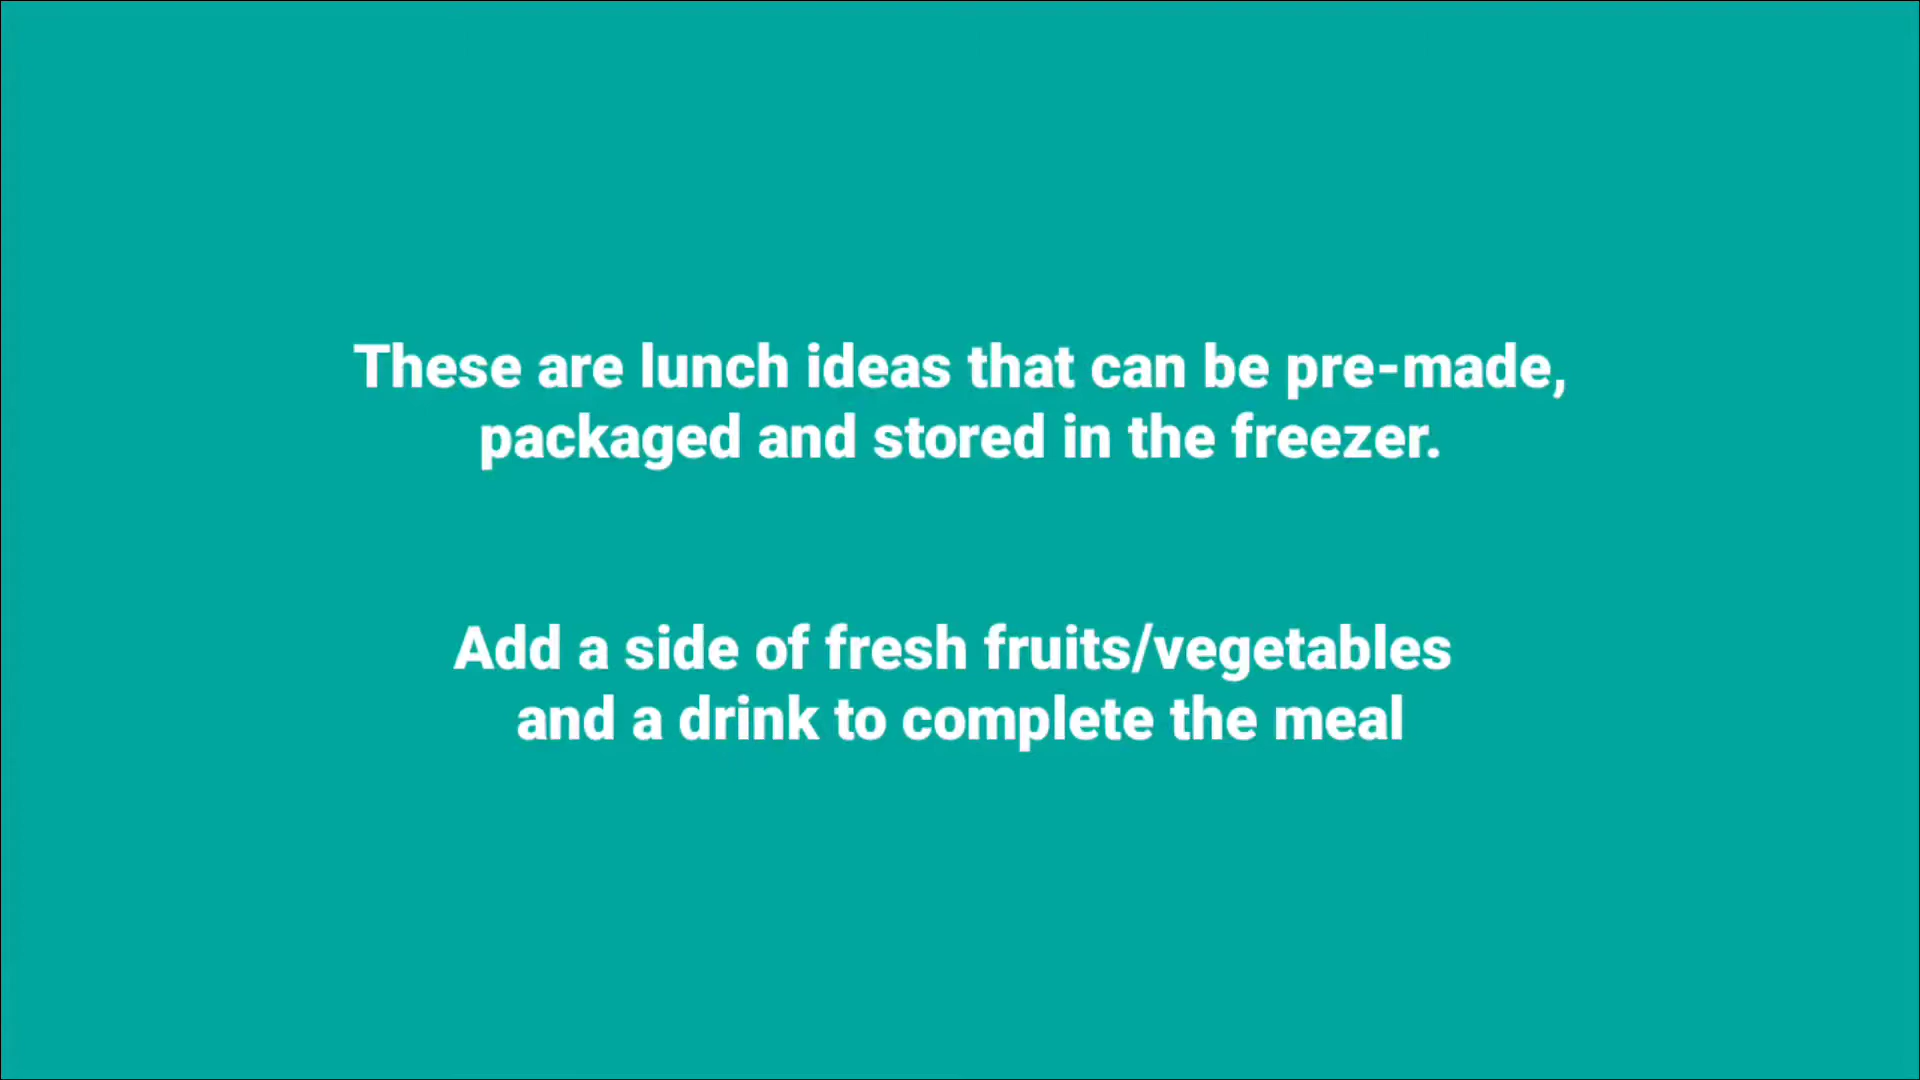 These are lunch ideas that can be pre-made,
packaged and stored in the freezer.
Add a side of fresh fruits/vegetables
and a drink to complete the meal